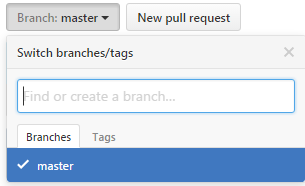 Branch: master
New pull request
Switch branches/tags
Find or create a branch...
Branches
Tags
master